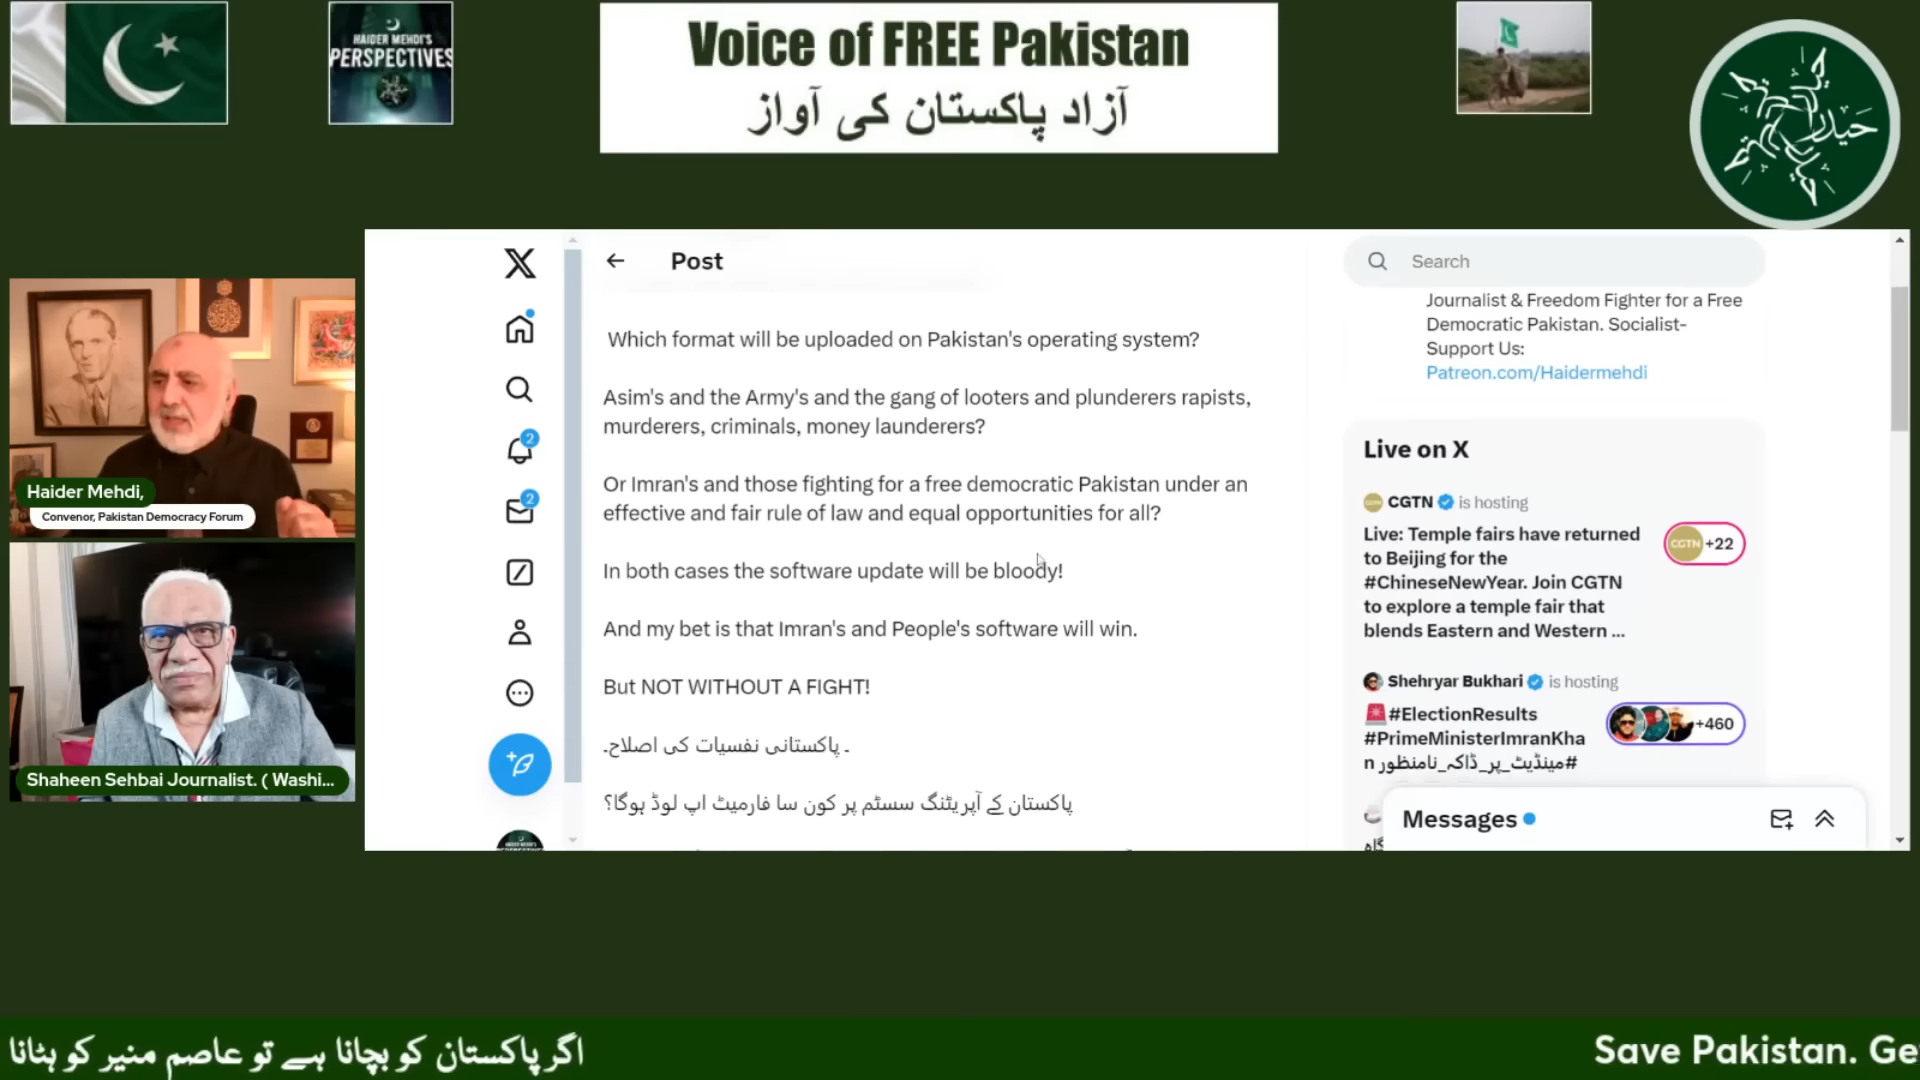 HAIDER MEHDI'S
PERSPECTIVES
Voice of FREE Pakistan
آزاد پاکستان کی آواز
Haider Mehdi,
Convenor, Pakistan Democracy Forum
Shaheen Sehbai Journalist. ( Washi...
Post
Which format will be uploaded on Pakistan's operating system?
Asim's and the Army's and the gang of looters and plunderers rapists,
murderers, criminals, money launderers?
Or Imran's and those fighting for a free democratic Pakistan under an
effective and fair rule of law and equal opportunities for all?
In both cases the software update will be bloody!
And my bet is that Imran's and People's software will win.
But NOT WITHOUT A FIGHT!
۔ پاکستانی نفسیات کی اصلاح۔
پاکستان کے آپریٹنگ سسٹم پر کون سا فارمیٹ اپ لوڈ ہوگا؟
2
2
Search
Journalist & Freedom Fighter for a Free
Democratic Pakistan. Socialist-
Support Us:
Patreon.com/Haidermehdi
Live on X
CGTN is hosting
Live: Temple fairs have returned
to Beijing for the
#ChineseNewYear. Join CGTN
to explore a temple fair that
blends Eastern and Western ...
CGTN +22
Shehryar Bukhari is hosting
#ElectionResults
#PrimeMinisterImranKha
n #مینڈیٹ_پر_ڈاکہ_نامنظور
+460
Messages
اگر پاکستان کو بچانا ہے تو عاصم منیر کو ہٹانا
Save Pakistan. Ge